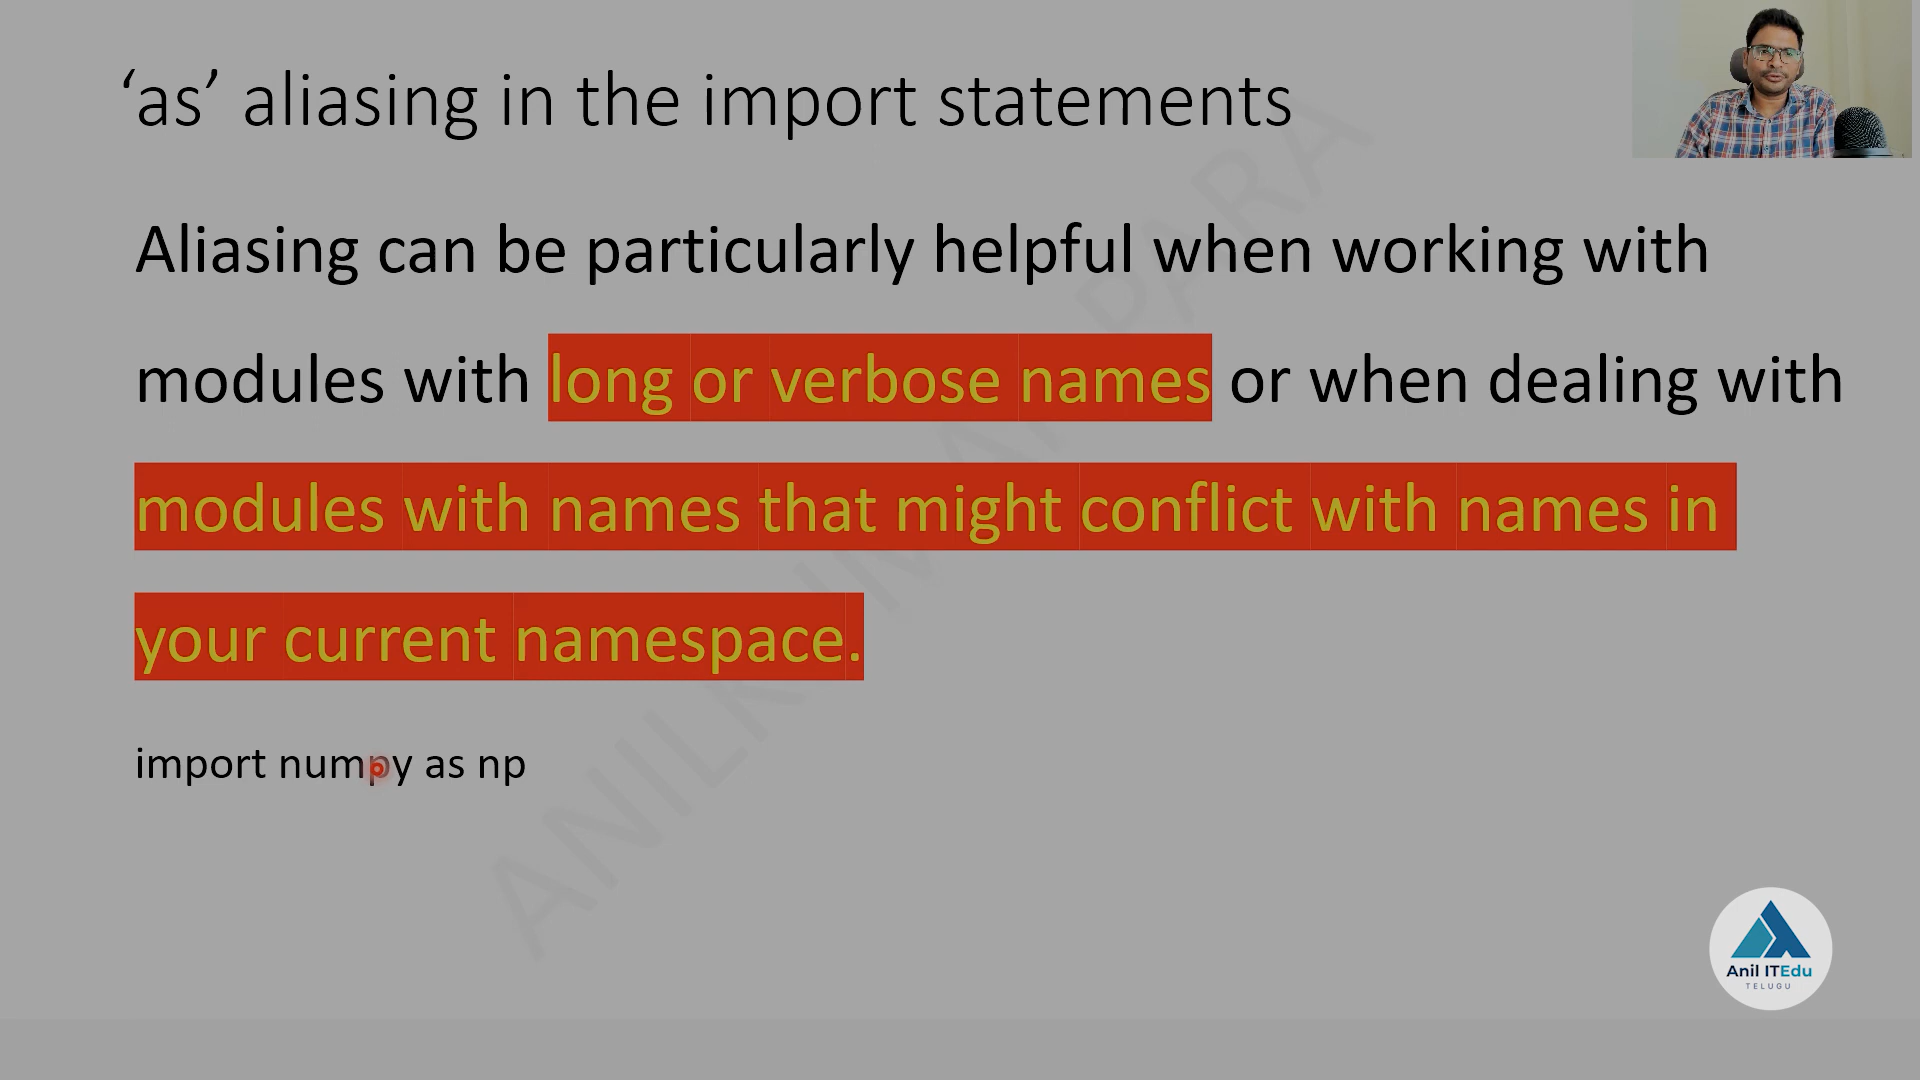 ‘as’ aliasing in the import statements
Aliasing can be particularly helpful when working with
modules with long or verbose names or when dealing with
modules with names that might conflict with names in
your current namespace.
import numpy as np
Anil ITEdu
TELUGU